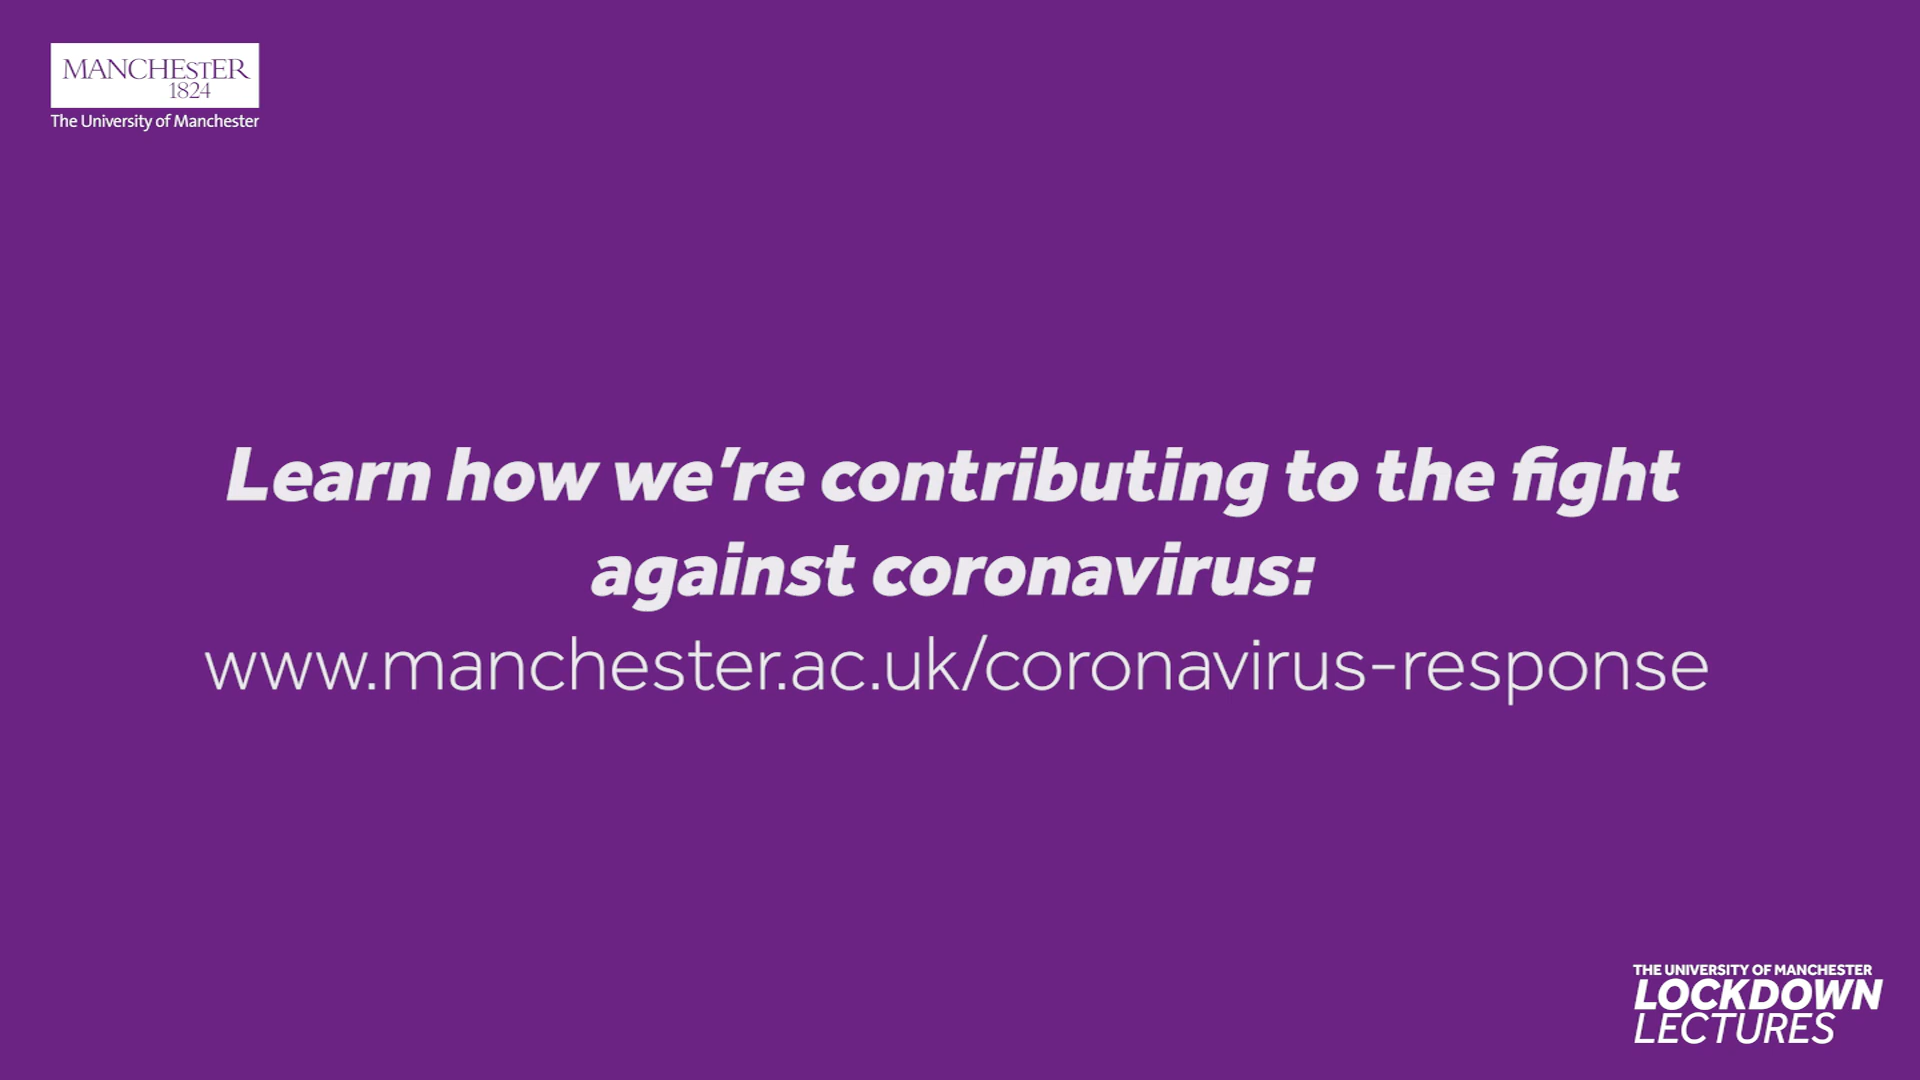 MANCHESTER
1824
The University of Manchester
Learn how we’re contributing to the fight
against coronavirus:
www.manchester.ac.uk/coronavirus-response
THE UNIVERSITY OF MANCHESTER
LOCKDOWN
LECTURES